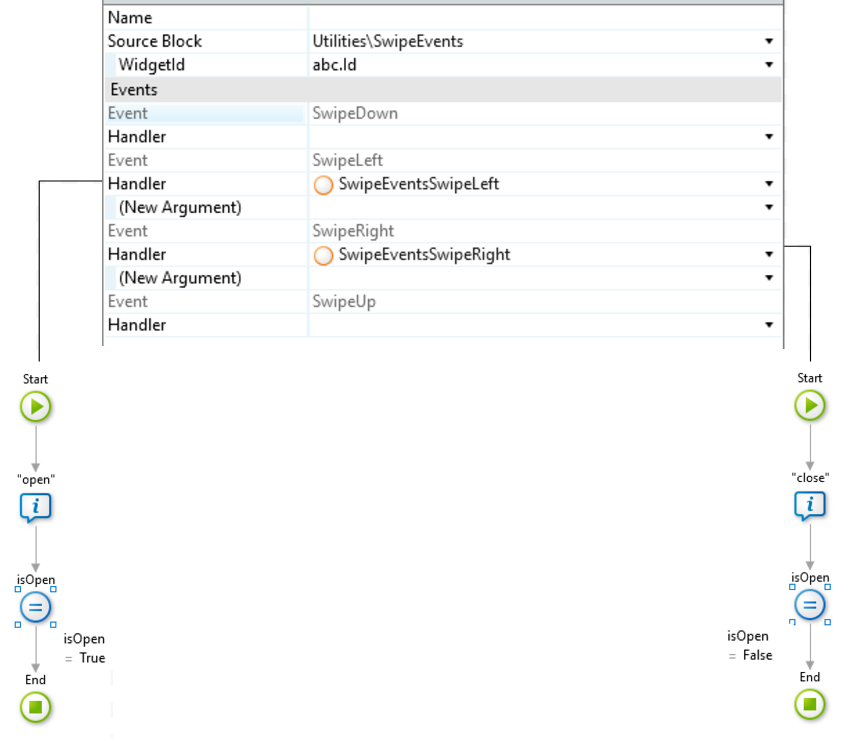 Name
Source Block Utilities\SwipeEvents
WidgetId abc.Id
Events
Event SwipeDown
Handler
Event SwipeLeft
Handler SwipeEventsSwipeLeft
(New Argument)
Event SwipeRight
Handler SwipeEventsSwipeRight
(New Argument)
Event SwipeUp
Handler
Start
"open"
i
isOpen
=
isOpen
= True
End
Start
"close"
i
isOpen
=
isOpen
= False
End